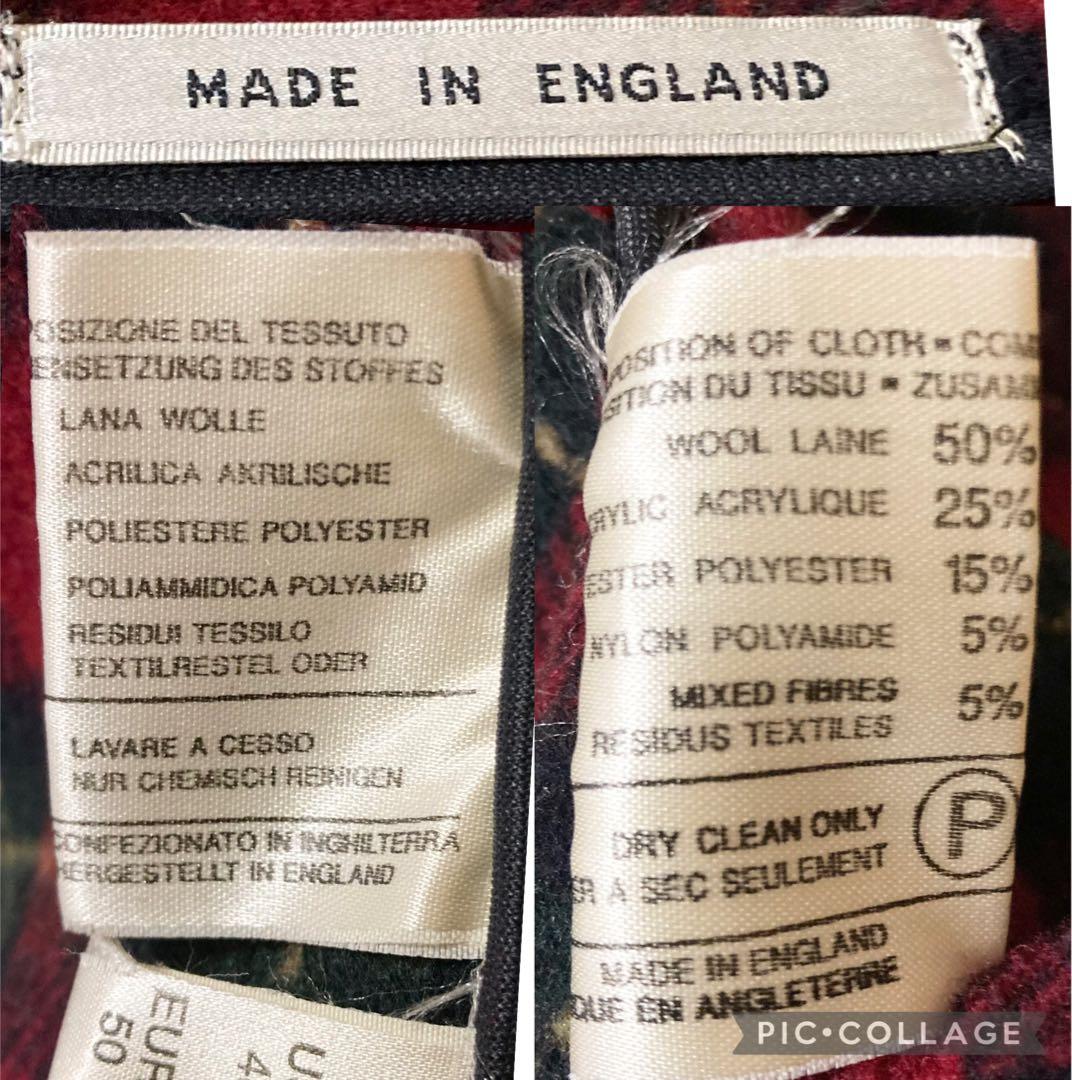 MADE IN ENGLAND
OSIZIONE DEL TESSUTO
ENSETZUNG DES STOFFES
LANA WOLLE
ACRILICA AKRILISCHE
POLIESTERE POLYESTER
POLIAMMIDICA POLYAMID
RESIDUI TESSILO
TEXTILRESTEL ODER
LAVARE A CESSO
NUR CHEMISCH REINIGEN
CONFEZIONATO IN INGHILTERRA
HERGESTELLT IN ENGLAND
EUR
50
U
4
POSITION OF CLOTH • COM
SITION DU TISSU • ZUSAM
WOOL LAINE 50%
RYLIC ACRYLIQUE 25%
ESTER POLYESTER 15%
NYLON POLYAMIDE 5%
MIXED FIBRES 5%
RESIDUS TEXTILES
DRY CLEAN ONLY P
ER A SEC SEULEMENT
MADE IN ENGLAND
QUE EN ANGLETERRE
PIC•COLLAGE